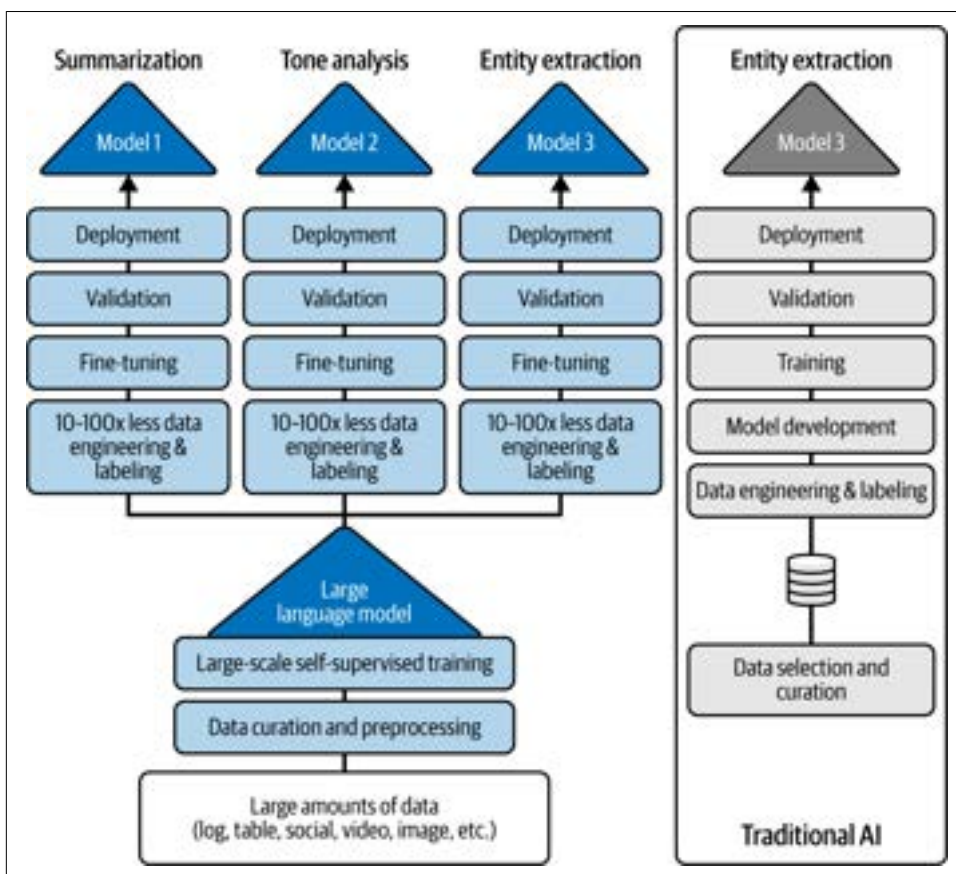 Summarization
Model 1
Deployment
Validation
Fine-tuning
10-100x less data
engineering &
labeling
Tone analysis
Model 2
Deployment
Validation
Fine-tuning
10-100x less data
engineering &
labeling
Entity extraction
Model 3
Deployment
Validation
Fine-tuning
10-100x less data
engineering &
labeling
Large
language model
Large-scale self-supervised training
Data curation and preprocessing
Large amounts of data
(log, table, social, video, image, etc.)
Entity extraction
Model 3
Deployment
Validation
Training
Model development
Data engineering & labeling
Data selection and
curation
Traditional AI